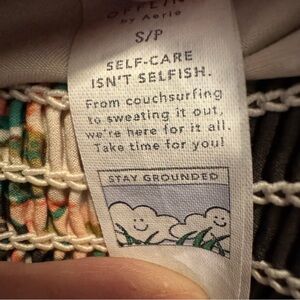 OFFLINE
by Aerie
S/P
SELF-CARE
ISN'T SELFISH.
From couchsurfing
to sweating it out,
we're here for it all.
Take time for you!
STAY GROUNDED